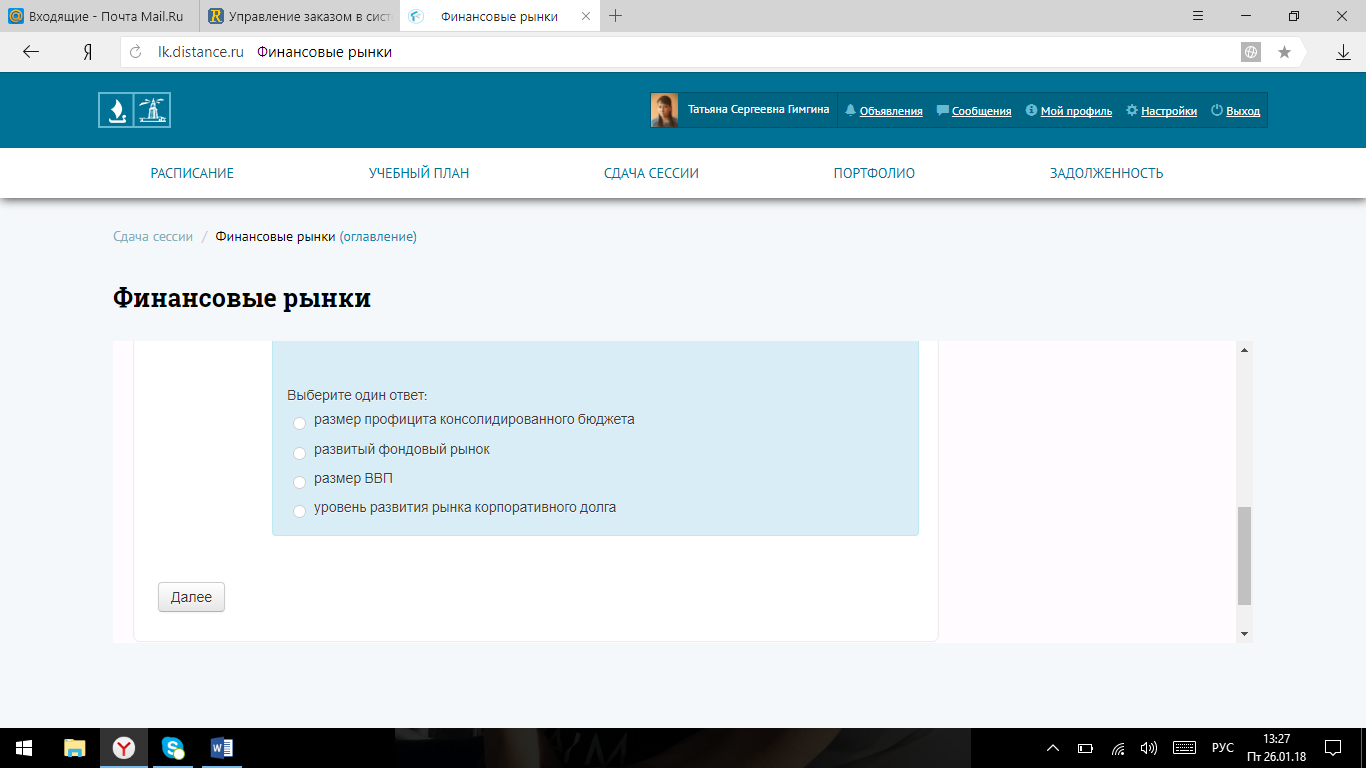 Входящие - Почта Mail.Ru
Управление заказом в сист
Финансовые рынки
lk.distance.ru Финансовые рынки
Татьяна Сергеевна Гимгина
Объявления
Сообщения
Мой профиль
Настройки
Выход
РАСПИСАНИЕ
УЧЕБНЫЙ ПЛАН
СДАЧА СЕССИИ
ПОРТФОЛИО
ЗАДОЛЖЕННОСТЬ
Сдача сессии / Финансовые рынки (оглавление)
Финансовые рынки
Выберите один ответ:
размер профицита консолидированного бюджета
развитый фондовый рынок
размер ВВП
уровень развития рынка корпоративного долга
Далее
РУС
13:27
Пт 26.01.18